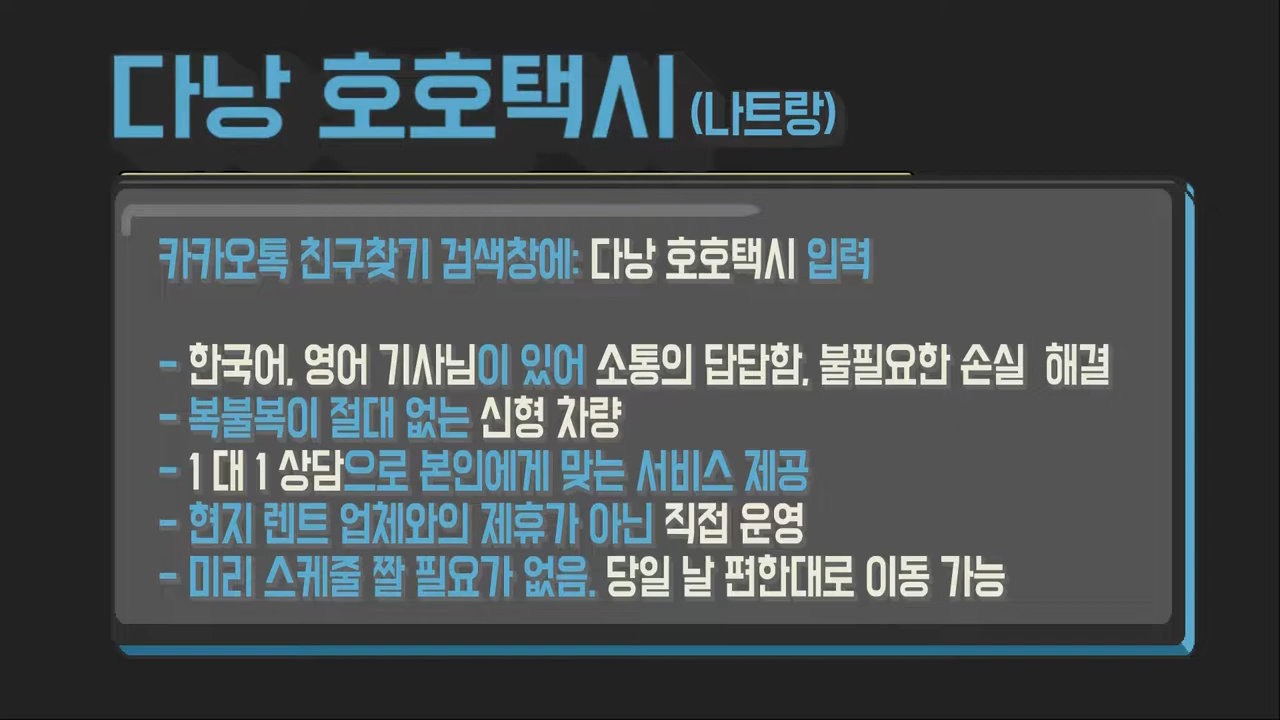 다낭 호호택시 (나트랑)
카카오톡 친구찾기 검색창에: 다낭 호호택시 입력
- 한국어, 영어 기사님이 있어 소통의 답답함, 불필요한 손실 해결
- 복불복이 절대 없는 신형 차량
- 1 대 1 상담으로 본인에게 맞는 서비스 제공
- 현지 렌트 업체와의 제휴가 아닌 직접 운영
- 미리 스케줄 짤 필요가 없음. 당일 날 편한대로 이동 가능